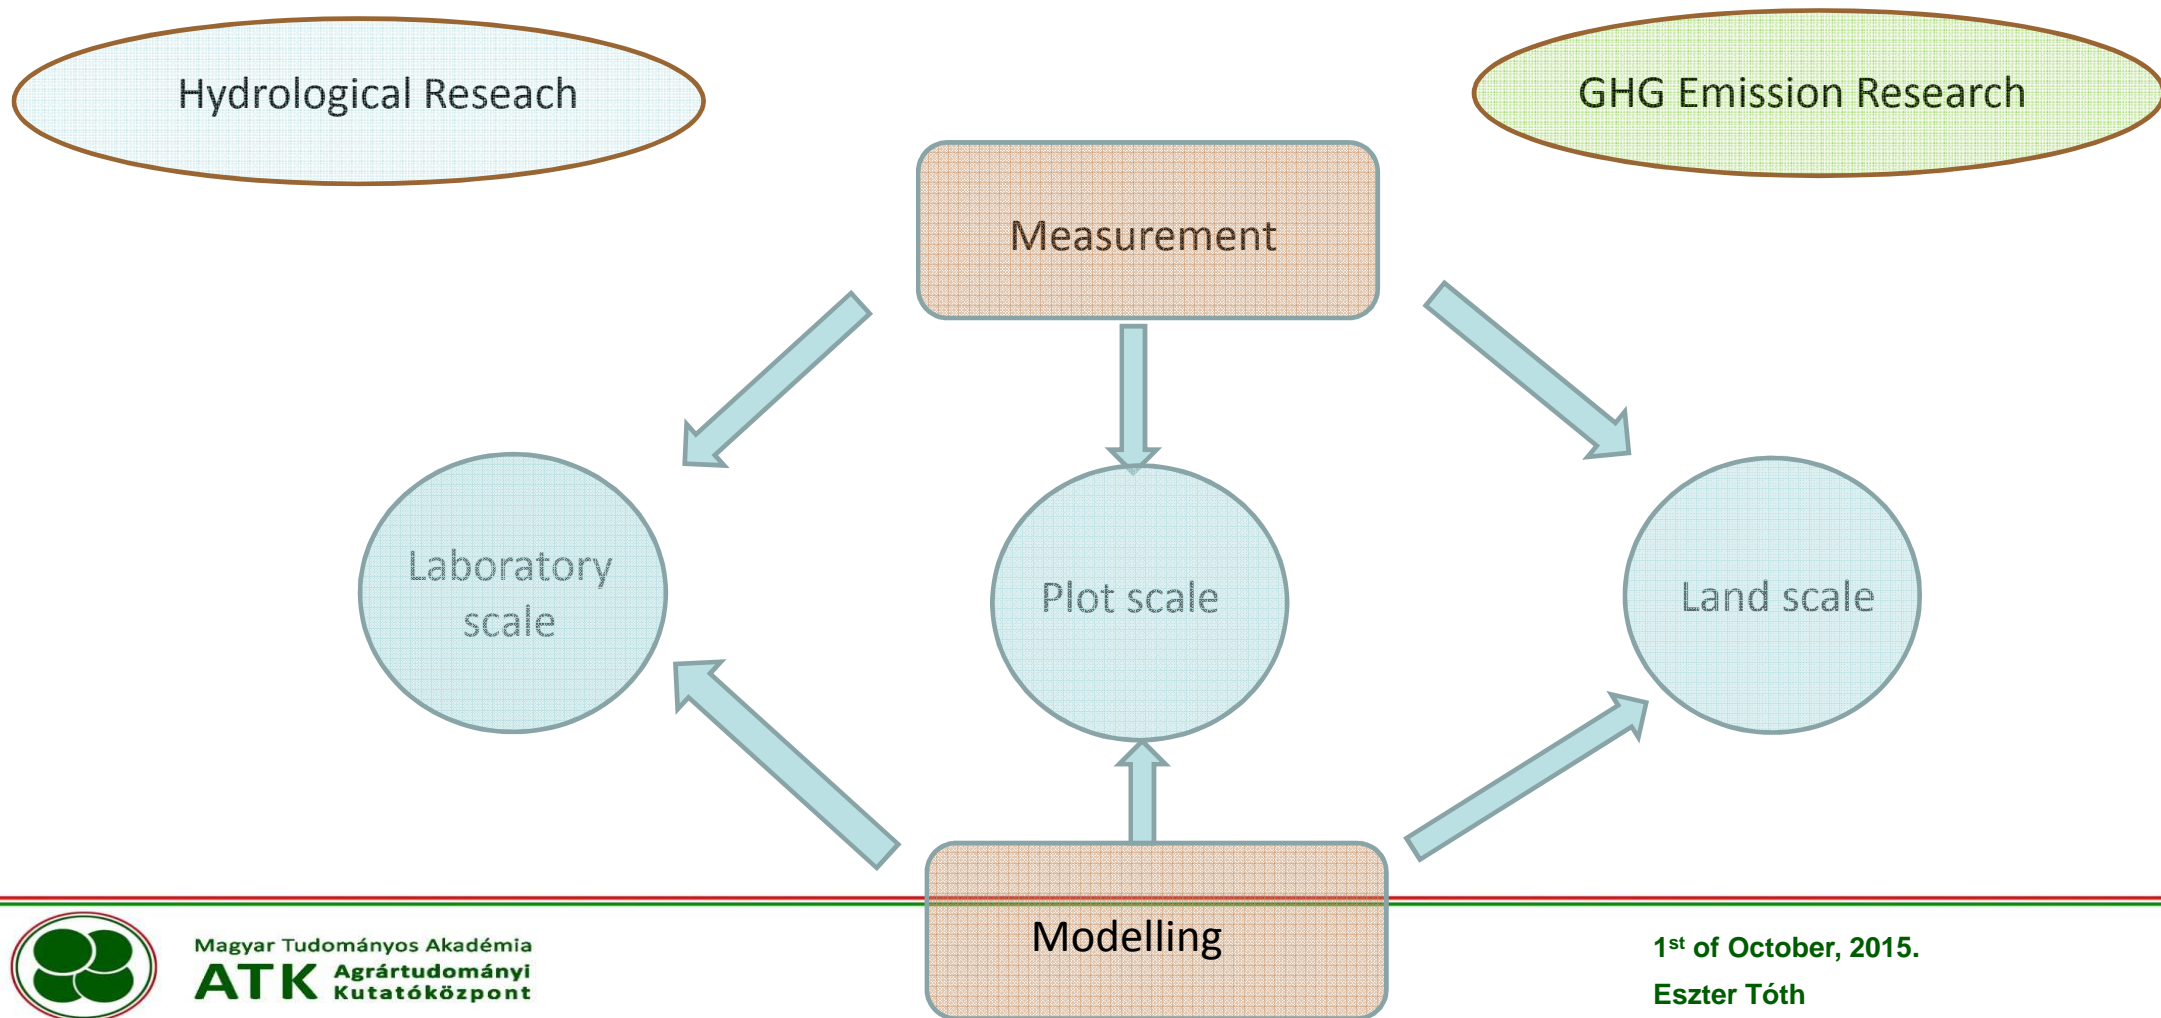 Hydrological Reseach
GHG Emission Research
Measurement
Laboratory
scale
Plot scale
Land scale
Modelling
Magyar Tudományos Akadémia
ATK Agrártudományi
Kutatóközpont
1st of October, 2015.
Eszter Tóth